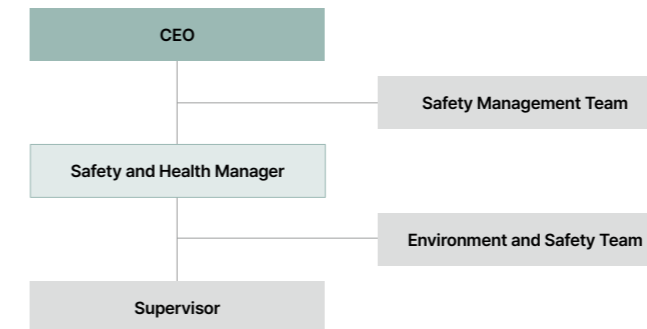 CEO
Safety Management Team
Safety and Health Manager
Environment and Safety Team
Supervisor